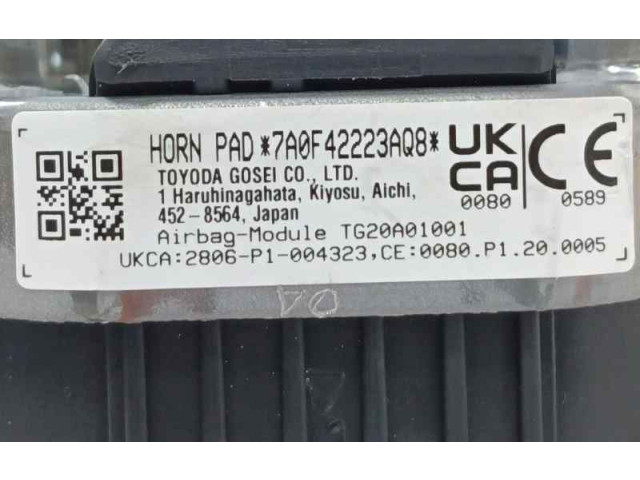 HORN PAD *7A0F42223AQ8*
TOYODA GOSEI CO., LTD.
1 Haruhinagahata, Kiyosu, Aichi,
452-8564, Japan
Airbag-Module TG20A01001
UKCA:2806-P1-004323,CE:0080.P1.20.0005
UK
CA
0080
CE
0589